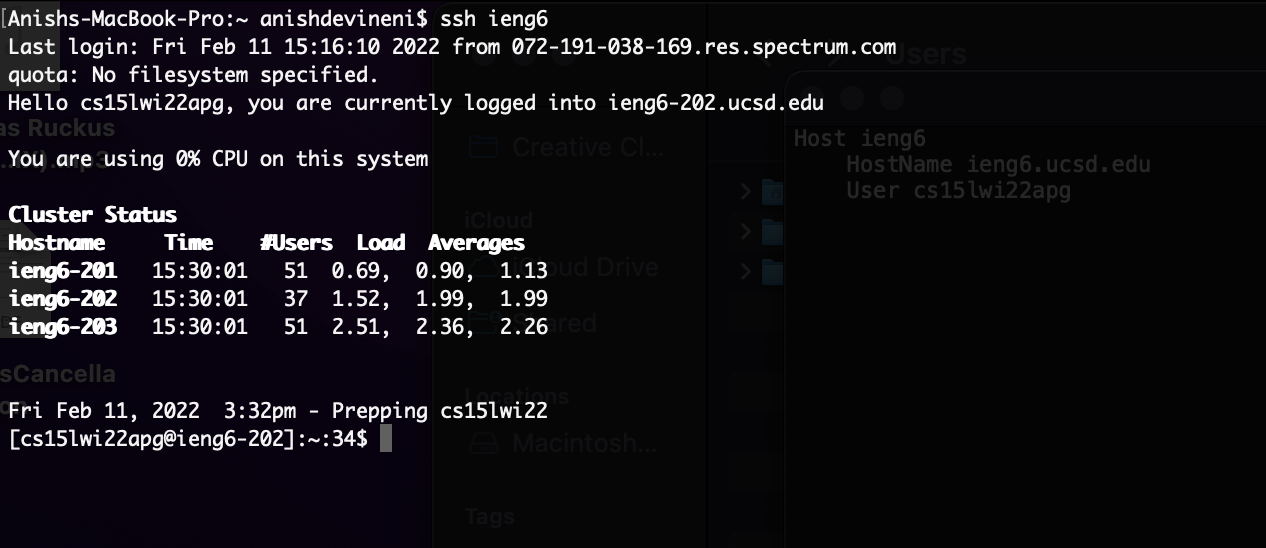 [Anishs-MacBook-Pro:~ anishdevineni$ ssh ieng6
Last login: Fri Feb 11 15:16:10 2022 from 072-191-038-169.res.spectrum.com
quota: No filesystem specified.
Hello cs15lwi22apg, you are currently logged into ieng6-202.ucsd.edu
You are using 0% CPU on this system
Cluster Status
Hostname     Time    #Users  Load  Averages
ieng6-201   15:30:01   51  0.69,  0.90,  1.13
ieng6-202   15:30:01   37  1.52,  1.99,  1.99
ieng6-203   15:30:01   51  2.51,  2.36,  2.26
Fri Feb 11, 2022  3:32pm - Prepping cs15lwi22
[cs15lwi22apg@ieng6-202]:~:34$
as Ruckus
.mp3
sCancella
Creative Cl...
iCloud
iCloud Drive
Shared
Locations
Macintosh...
Tags
Users
Host ieng6
HostName ieng6.ucsd.edu
User cs15lwi22apg